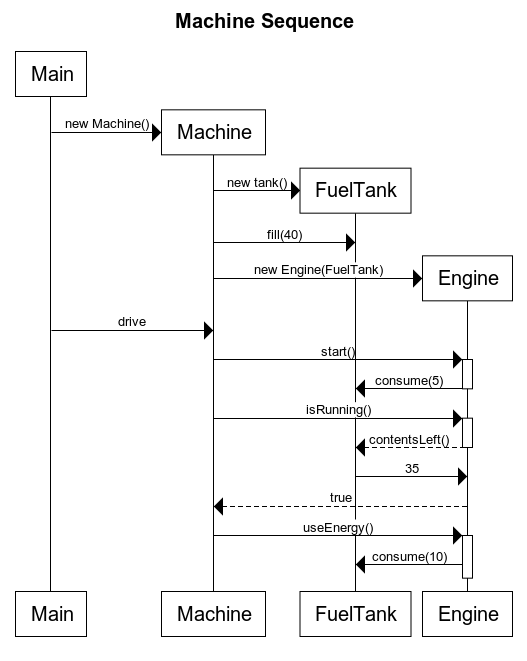 Machine Sequence
Main
new Machine()
Machine
new tank()
FuelTank
fill(40)
new Engine(FuelTank)
Engine
drive
start()
consume(5)
isRunning()
contentsLeft()
35
true
useEnergy()
consume(10)
Main
Machine
FuelTank
Engine